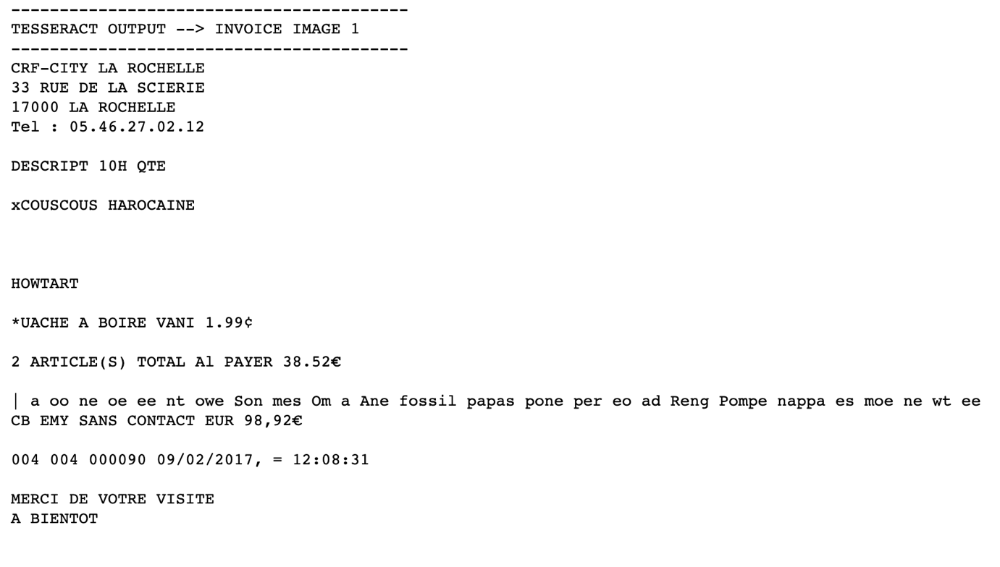 -----------------------------------------
TESSERACT OUTPUT --> INVOICE IMAGE 1
-----------------------------------------
CRF-CITY LA ROCHELLE
33 RUE DE LA SCIERIE
17000 LA ROCHELLE
Tel : 05.46.27.02.12
DESCRIPT 10H QTE
xCOUSCOUS HAROCAINE
HOWTART
*UACHE A BOIRE VANI 1.99¢
2 ARTICLE(S) TOTAL Al PAYER 38.52€
| a oo ne oe ee nt owe Son mes Om a Ane fossil papas pone per eo ad Reng Pompe nappa es moe ne wt ee
CB EMY SANS CONTACT EUR 98,92€
004 004 000090 09/02/2017, = 12:08:31
MERCI DE VOTRE VISITE
A BIENTOT